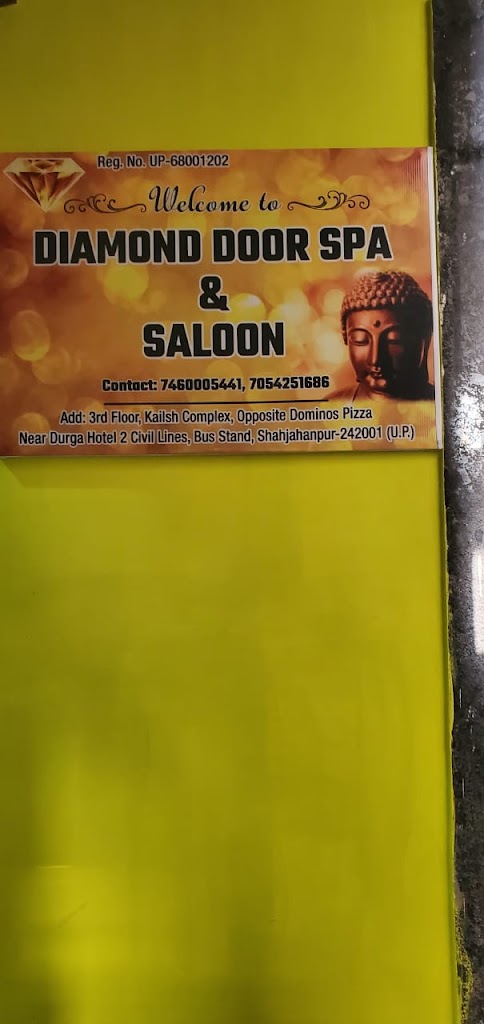 Reg. No. UP-68001202
Welcome to
DIAMOND DOOR SPA
&
SALOON
Contact: 7460005441, 7054251686
Add: 3rd Floor, Kailsh Complex, Opposite Dominos Pizza
Near Durga Hotel 2 Civil Lines, Bus Stand, Shahjahanpur-242001 (U.P.)